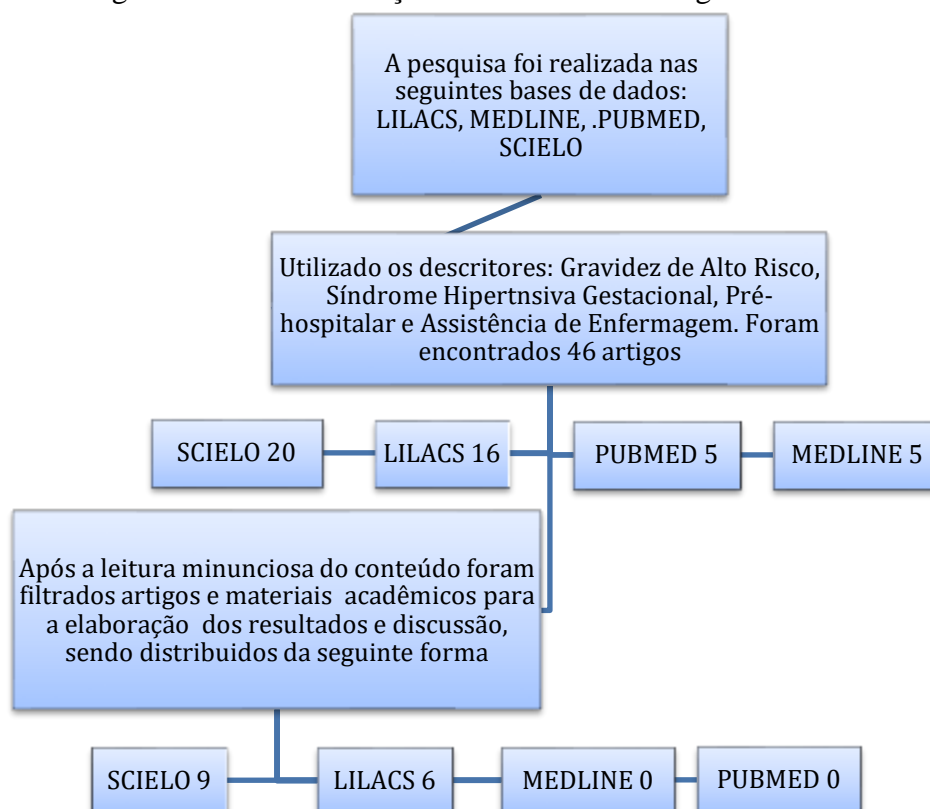 A pesquisa foi realizada nas
seguintes bases de dados:
LILACS, MEDLINE, .PUBMED,
SCIELO
Utilizado os descritores: Gravidez de Alto Risco,
Síndrome Hipertnsiva Gestacional, Pré-
hospitalar e Assistência de Enfermagem. Foram
encontrados 46 artigos
SCIELO 20
LILACS 16
PUBMED 5
MEDLINE 5
Após a leitura minunciosa do conteúdo foram
filtrados artigos e materiais acadêmicos para
a elaboração dos resultados e discussão,
sendo distribuidos da seguinte forma
SCIELO 9
LILACS 6
MEDLINE 0
PUBMED 0